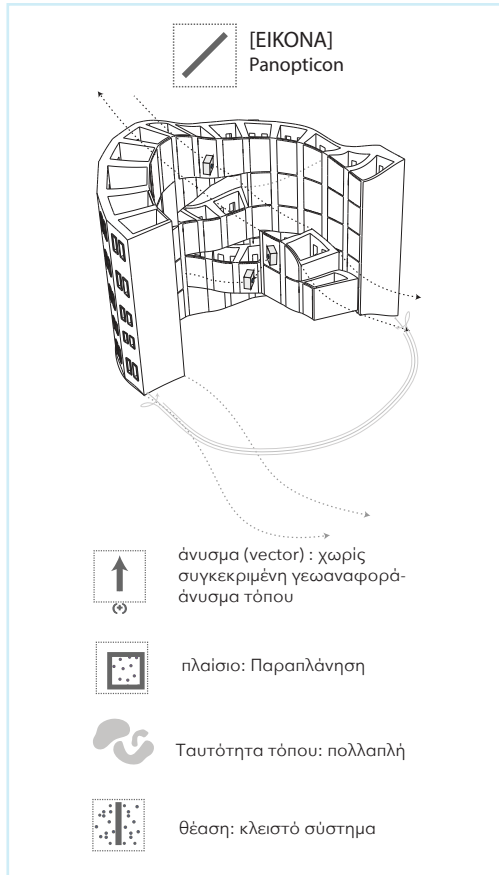 [ΕΙΚΟΝΑ]
Panopticon
άνυσμα (vector) : χωρίς
συγκεκριμένη γεωαναφορά-
άνυσμα τόπου
(+)
πλαίσιο: Παραπλάνηση
Ταυτότητα τόπου: πολλαπλή
θέαση: κλειστό σύστημα